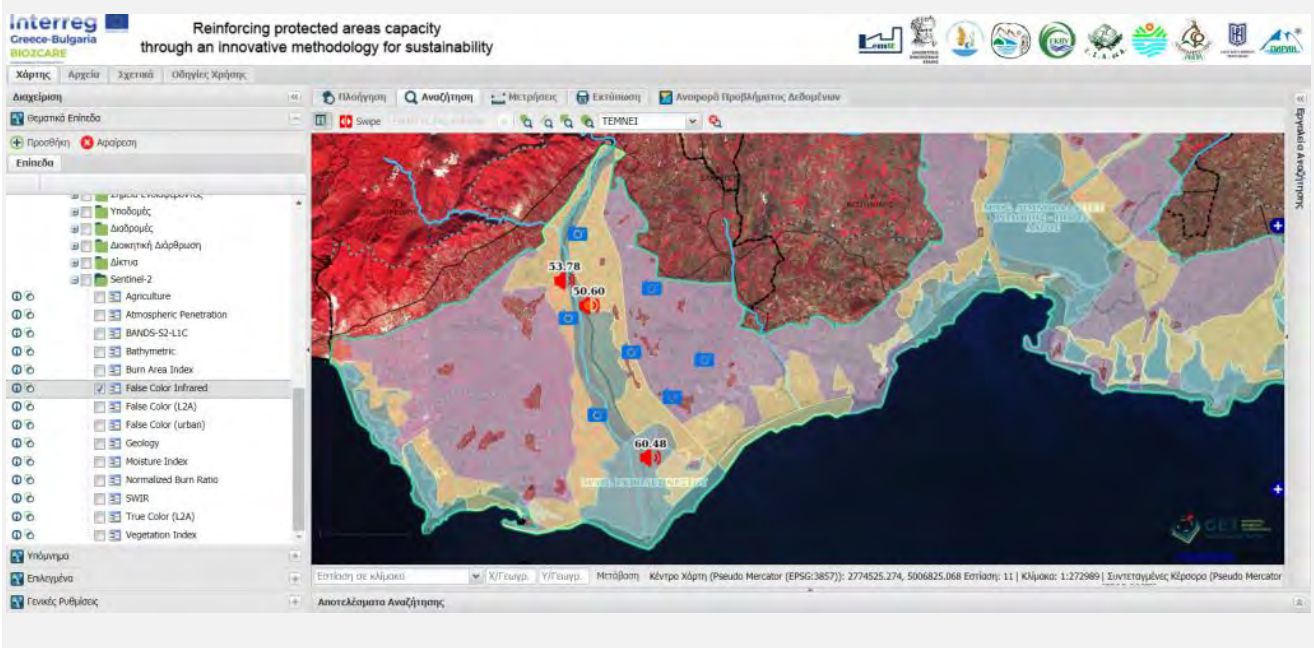 Interreg
Greece-Bulgaria
BIO2CARE
Reinforcing protected areas capacity
through an innovative methodology for sustainability
Χάρτης Αρχεία Σχετικά Οδηγίες Χρήσης
Διαχείριση
Πλοήγηση Αναζήτηση Μετρήσεις Εκτύπωση Αναφορά Προβλήματος Δεδομένων
Θεματικά Επίπεδα
Swipe ΤΕΜΝΕΙ
Προσθήκη Αφαίρεση
Επίπεδα
Εργαλεία Αναζήτησης
Υποδομές
Διαδρομές
Διοικητική Διάρθρωση
Δίκτυα
Sentinel-2
Agriculture
Atmospheric Penetration
BANDS-S2-L1C
Bathymetric
Burn Area Index
False Color Infrared
False Color (L2A)
False Color (urban)
Geology
Moisture Index
Normalized Burn Ratio
SWIR
True Color (L2A)
Vegetation Index
53.78
50.60
60.48
GET
Υπόμνημα
Επιλεγμένα
Γενικές Ρυθμίσεις
Εστίαση σε κλίμακα Χ/Γεωγρ. Υ/Γεωγρ. Μετάβαση Κέντρο Χάρτη (Pseudo Mercator (EPSG:3857)): 2774525.274, 5006825.068 Εστίαση: 11 | Κλίμακα: 1:272989 | Συντεταγμένες Κέρσορα (Pseudo Mercator
Αποτελέσματα Αναζήτησης